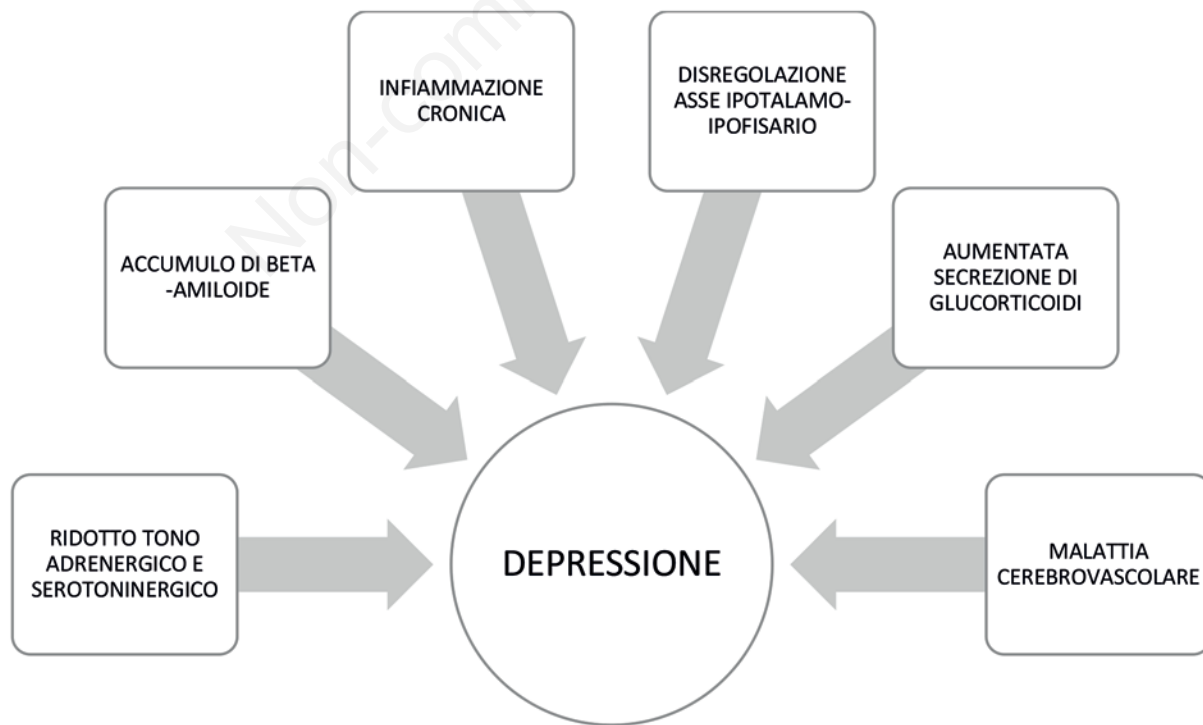 INFIAMMAZIONE
CRONICA
DISREGOLAZIONE
ASSE IPOTALAMO-
IPOFISARIO
ACCUMULO DI BETA
-AMILOIDE
AUMENTATA
SECREZIONE DI
GLUCORTICOIDI
RIDOTTO TONO
ADRENERGICO E
SEROTONINERGICO
DEPRESSIONE
MALATTIA
CEREBROVASCOLARE